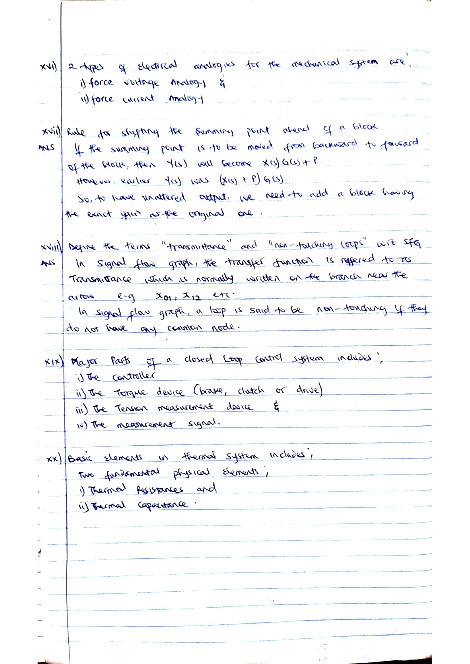 xvi) 2 types of Electrical analogies for the mechanical system are;
i) force voltage Analogy &
ii) force current Analogy
xvii) Rule for shifting the summing point ahead of a block
ANS If the summing point is to be moved from backward to forward
of the block, then Y(s) will become X(s)G(s) + P
However earlier Y(s) was (X(s) + P) G(s)
So, to have unaltered output, we need to add a block having
the exact gain as the original one.
xviii) Define the terms "transmittance" and "non-touching loops" wrt SFG
ANS In signal flow graph, the transfer function is reffered to as
Transmittance which is normally written on the branch near the
arrow e.g X01, X12 etc.
In signal flow graph, a loop is said to be non-touching if they
do not have any common node.
xix) Major Parts of a closed Loop control system includes;
i) The controller
ii) The Torque device (brake, clutch or drive)
iii) The Tension measurement device &
iv) The measurement signal.
xx) Basic elements in thermal system includes;
Two fundamental physical elements;
i) Thermal Resistances and
ii) Thermal Capacitance.